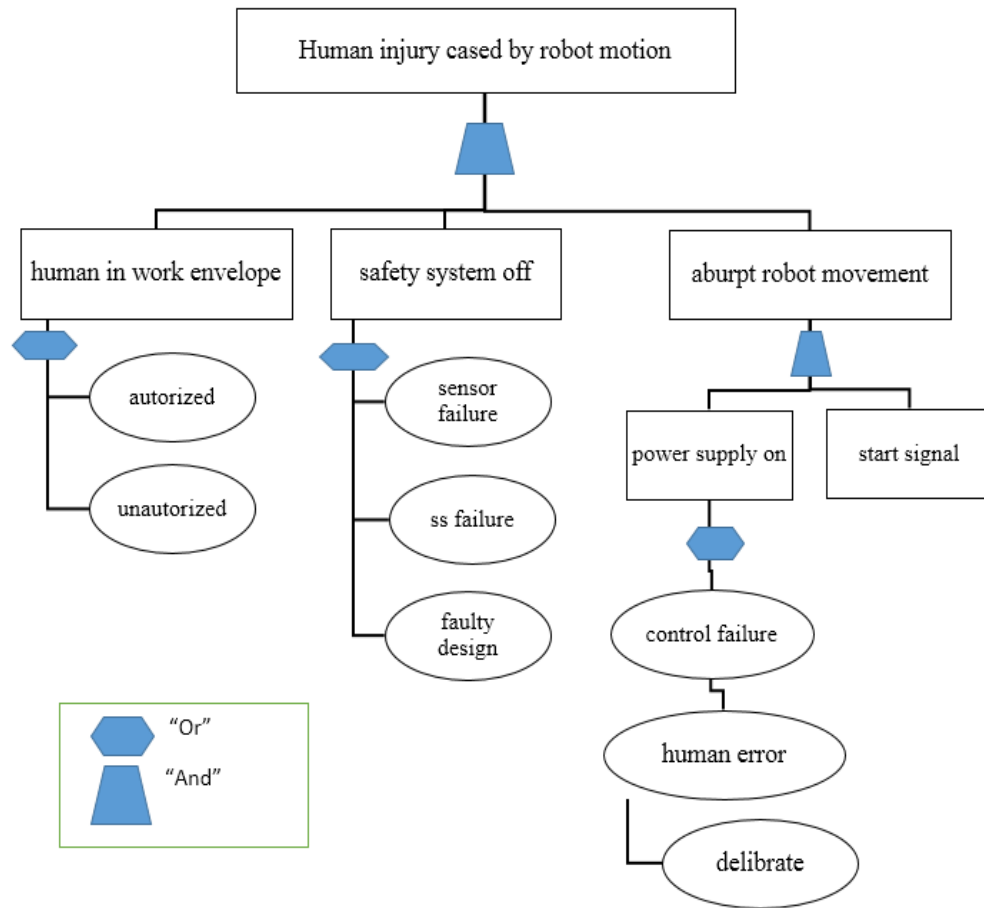 Human injury cased by robot motion
human in work envelope
safety system off
aburpt robot movement
autorized
sensor
failure
power supply on
start signal
unautorized
ss failure
faulty
design
control failure
human error
delibrate
“Or”
“And”